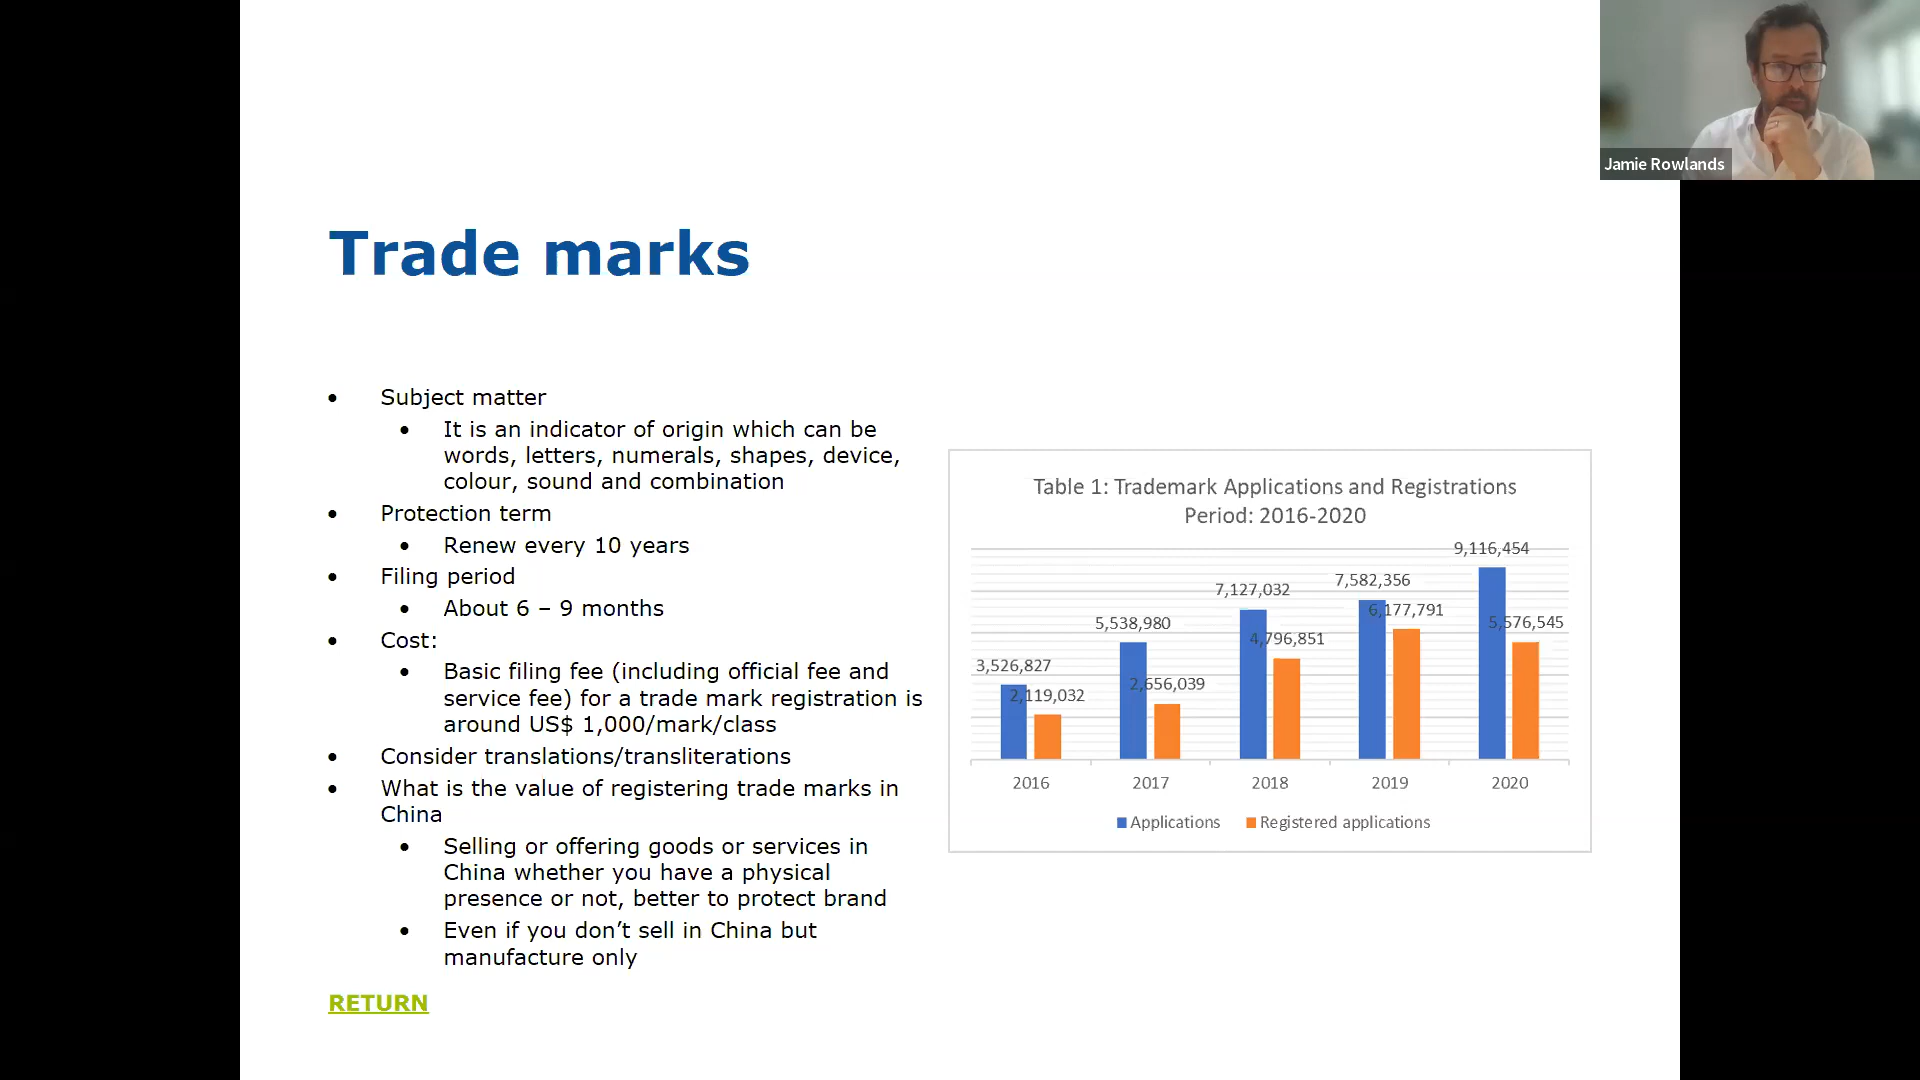 Jamie Rowlands
Trade marks
• Subject matter
• It is an indicator of origin which can be
words, letters, numerals, shapes, device,
colour, sound and combination
• Protection term
• Renew every 10 years
• Filing period
• About 6 – 9 months
• Cost:
• Basic filing fee (including official fee and
service fee) for a trade mark registration is
around US$ 1,000/mark/class
• Consider translations/transliterations
• What is the value of registering trade marks in
China
• Selling or offering goods or services in
China whether you have a physical
presence or not, better to protect brand
• Even if you don’t sell in China but
manufacture only
RETURN
Table 1: Trademark Applications and Registrations
Period: 2016-2020
3,526,827
2,119,032
5,538,980
2,656,039
7,127,032
4,796,851
7,582,356
6,177,791
9,116,454
5,576,545
2016 2017 2018 2019 2020
Applications Registered applications